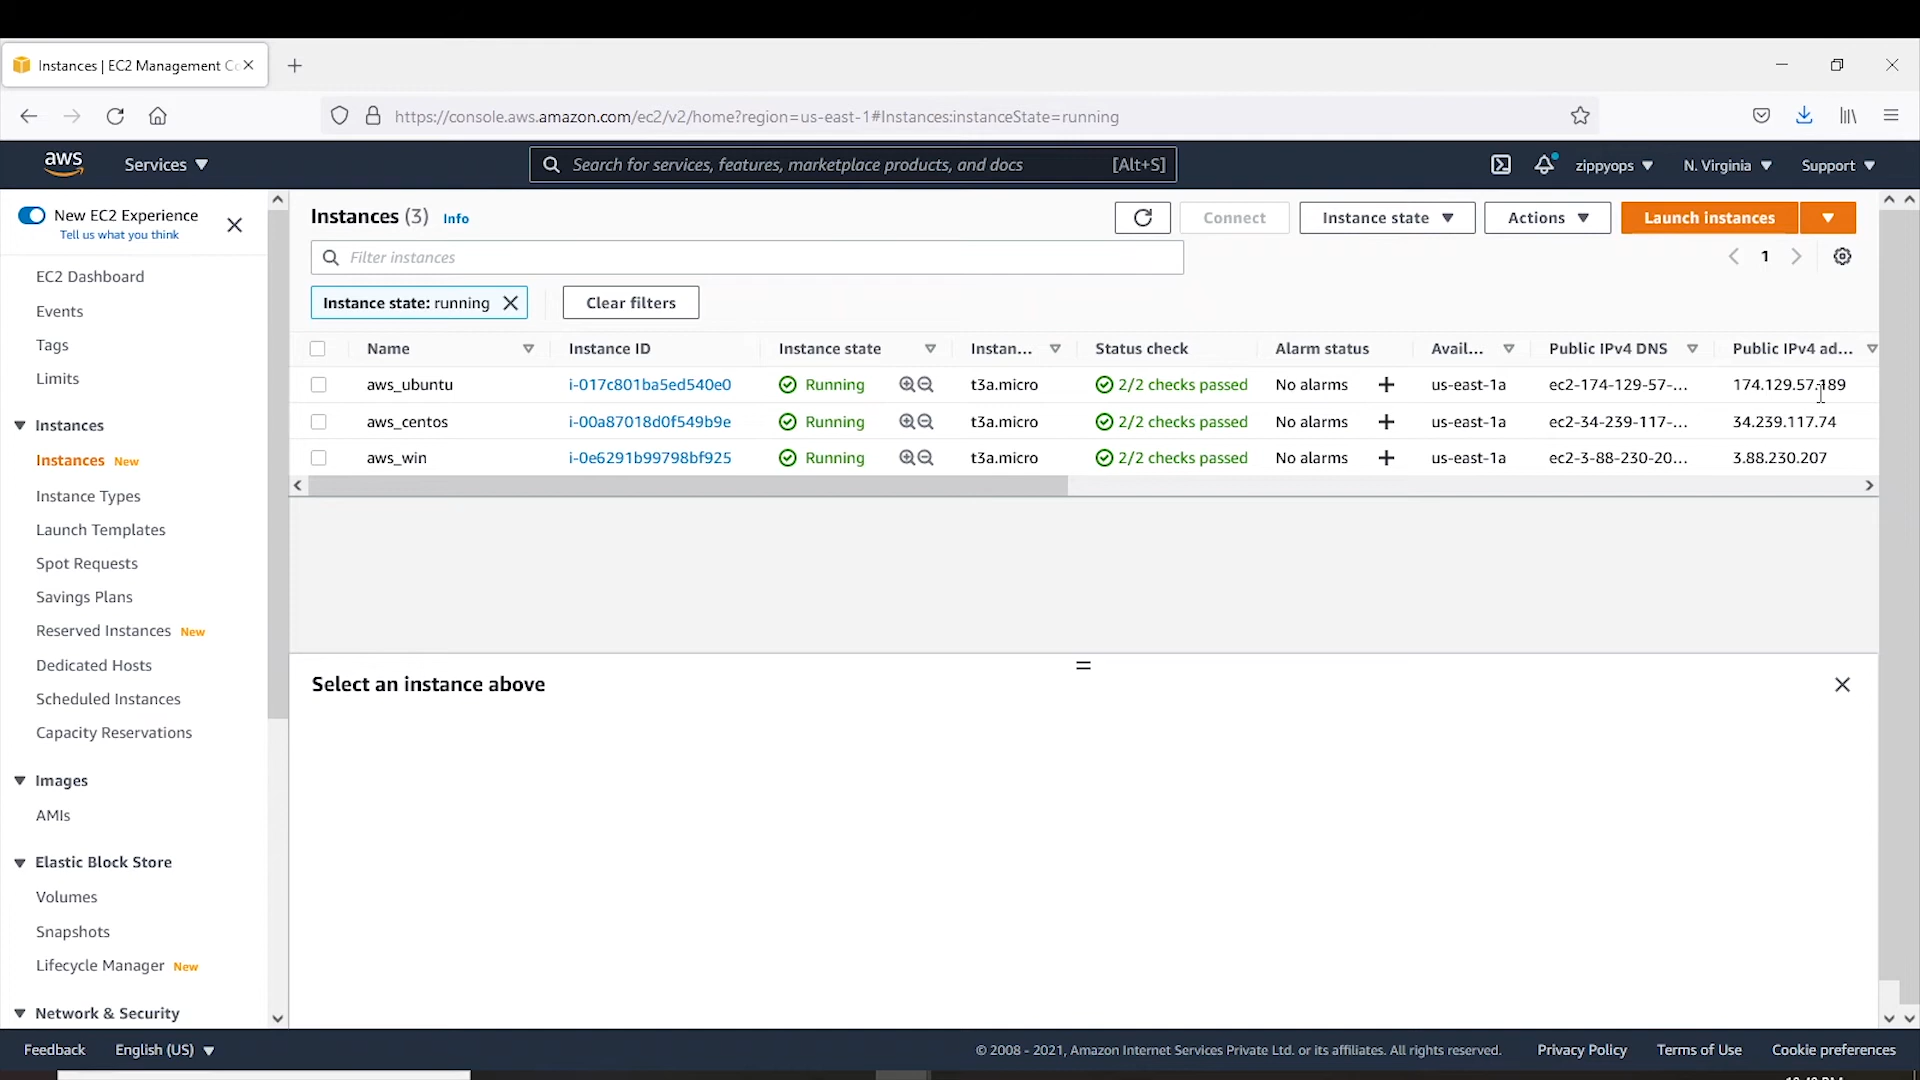 Instances | EC2 Management Co
https://console.aws.amazon.com/ec2/v2/home?region=us-east-1#Instances:instanceState=running
aws
Services
Search for services, features, marketplace products, and docs
[Alt+S]
zippyops
N. Virginia
Support
New EC2 Experience
Tell us what you think
EC2 Dashboard
Events
Tags
Limits
Instances
Instances New
Instance Types
Launch Templates
Spot Requests
Savings Plans
Reserved Instances New
Dedicated Hosts
Scheduled Instances
Capacity Reservations
Images
AMIs
Elastic Block Store
Volumes
Snapshots
Lifecycle Manager New
Network & Security
Instances (3) Info
Connect
Instance state
Actions
Launch instances
Filter instances
1
Instance state: running
Clear filters
Name Instance ID Instance state Instan... Status check Alarm status Avail... Public IPv4 DNS Public IPv4 ad...
aws_ubuntu i-017c801ba5ed540e0 Running t3a.micro 2/2 checks passed No alarms + us-east-1a ec2-174-129-57-... 174.129.57.189
aws_centos i-00a87018d0f549b9e Running t3a.micro 2/2 checks passed No alarms + us-east-1a ec2-34-239-117-... 34.239.117.74
aws_win i-0e6291b99798bf925 Running t3a.micro 2/2 checks passed No alarms + us-east-1a ec2-3-88-230-20... 3.88.230.207
Select an instance above
Feedback
English (US)
© 2008 - 2021, Amazon Internet Services Private Ltd. or its affiliates. All rights reserved.
Privacy Policy
Terms of Use
Cookie preferences